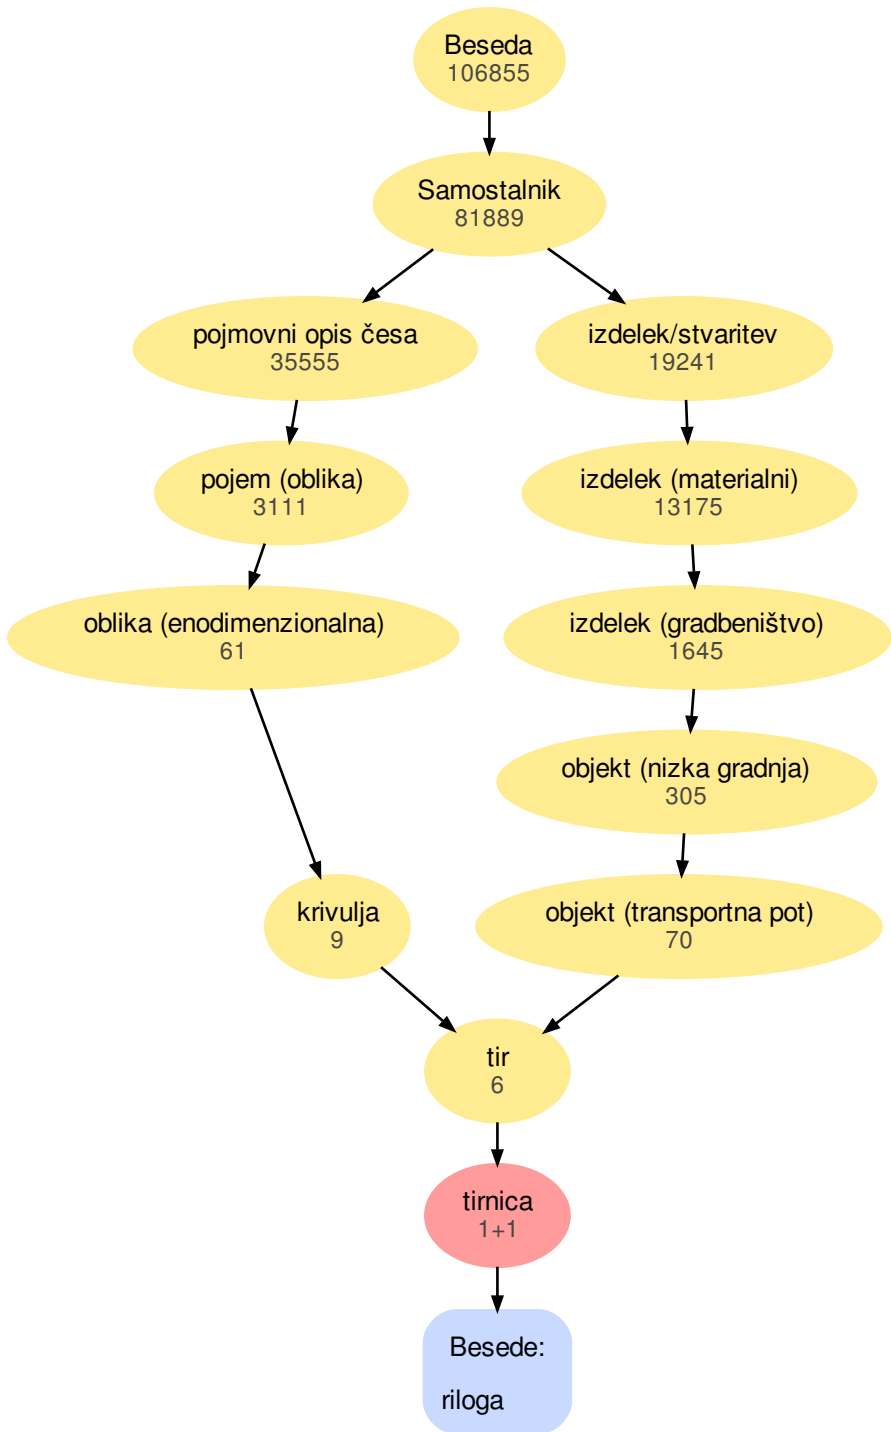 Beseda
106855
Samostalnik
81889
pojmovni opis česa
35555
izdelek/stvaritev
19241
pojem (oblika)
3111
izdelek (materialni)
13175
oblika (enodimenzionalna)
61
izdelek (gradbeništvo)
1645
objekt (nizka gradnja)
305
krivulja
9
objekt (transportna pot)
70
tir
6
tirnica
1+1
Besede:
riloga